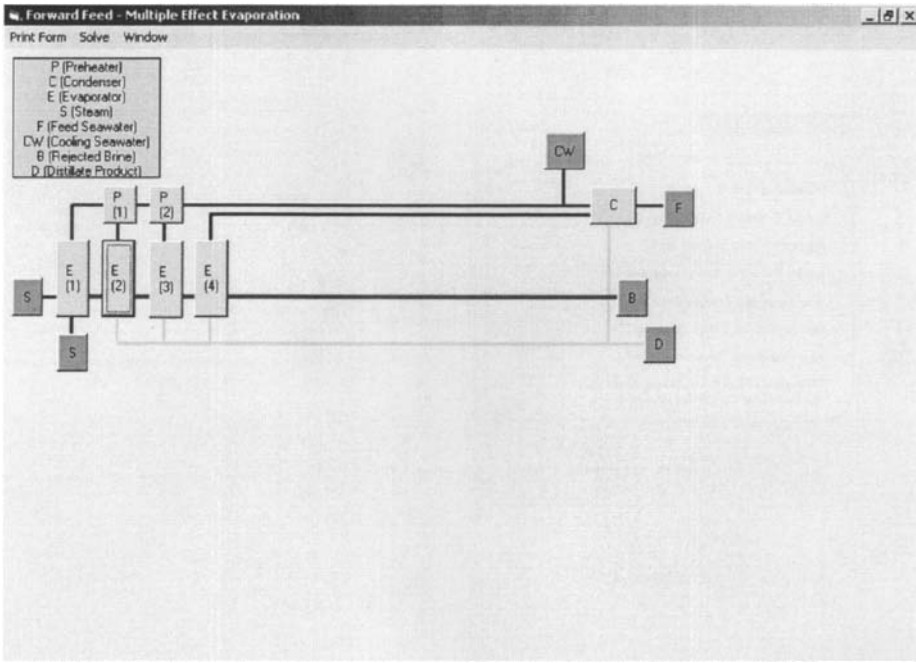 Forward Feed - Multiple Effect Evaporation
Print Form Solve Window
P (Preheater)
C (Condenser)
E (Evaporator)
S (Steam)
F (Feed Seawater)
CW (Cooling Seawater)
B (Rejected Brine)
D (Distillate Product)
CW
P
(1)
P
(2)
C
F
E
(1)
E
(2)
E
(3)
E
(4)
S
B
S
D